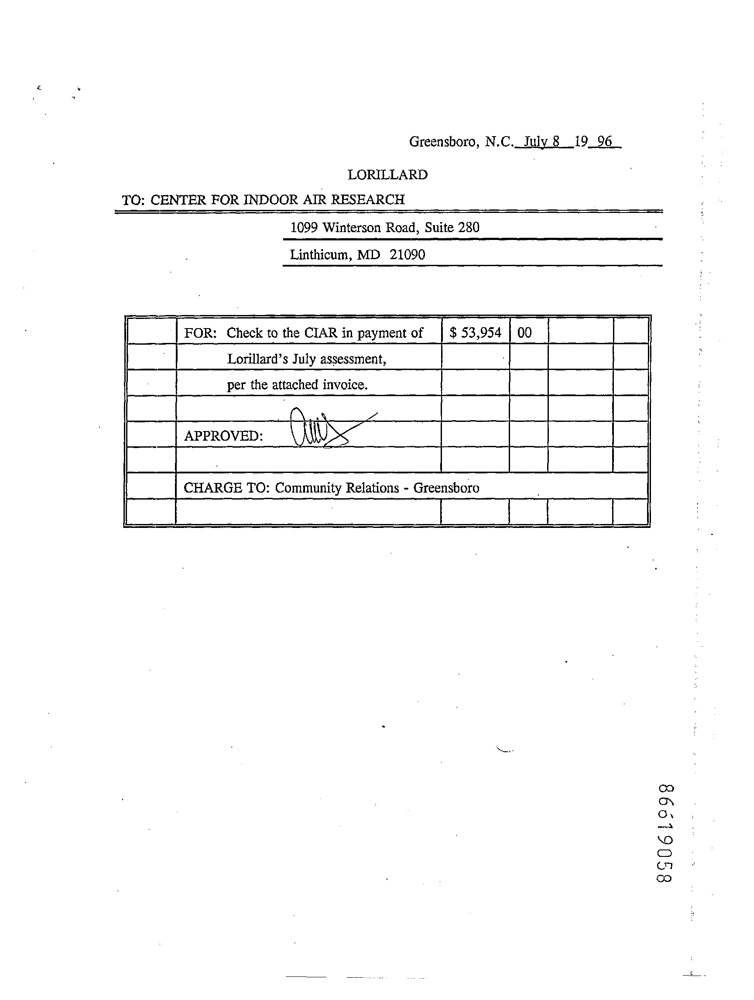 Greensboro, N.C. July 8 19 96
LORILLARD
TO: CENTER FOR INDOOR AIR RESEARCH
1099 Winterson Road, Suite 280
Linthicum, MD 21090
FOR: Check to the CIAR in payment of $ 53,954 00
Lorillard's July assessment,
per the attached invoice.
APPROVED:
CHARGE TO: Community Relations - Greensboro
86619058